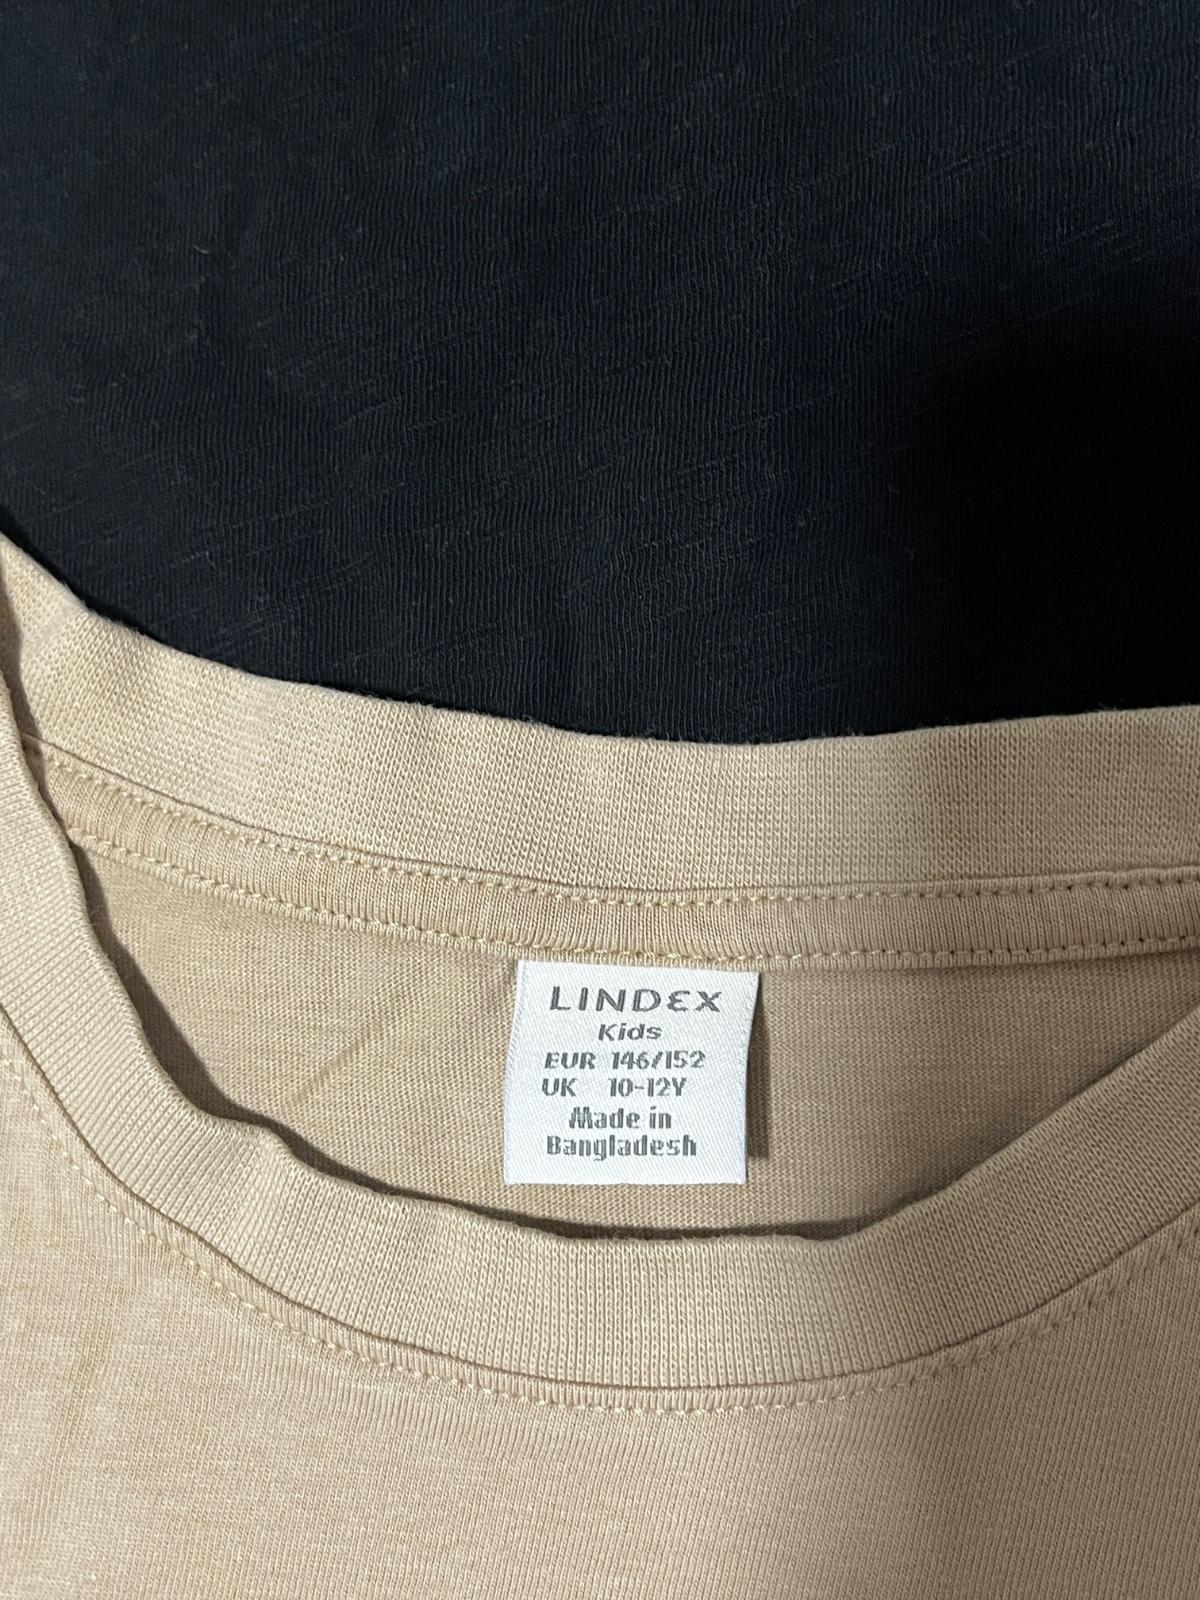 LINDEX
Kids
EUR 146/152
UK 10-12Y
Made in
Bangladesh